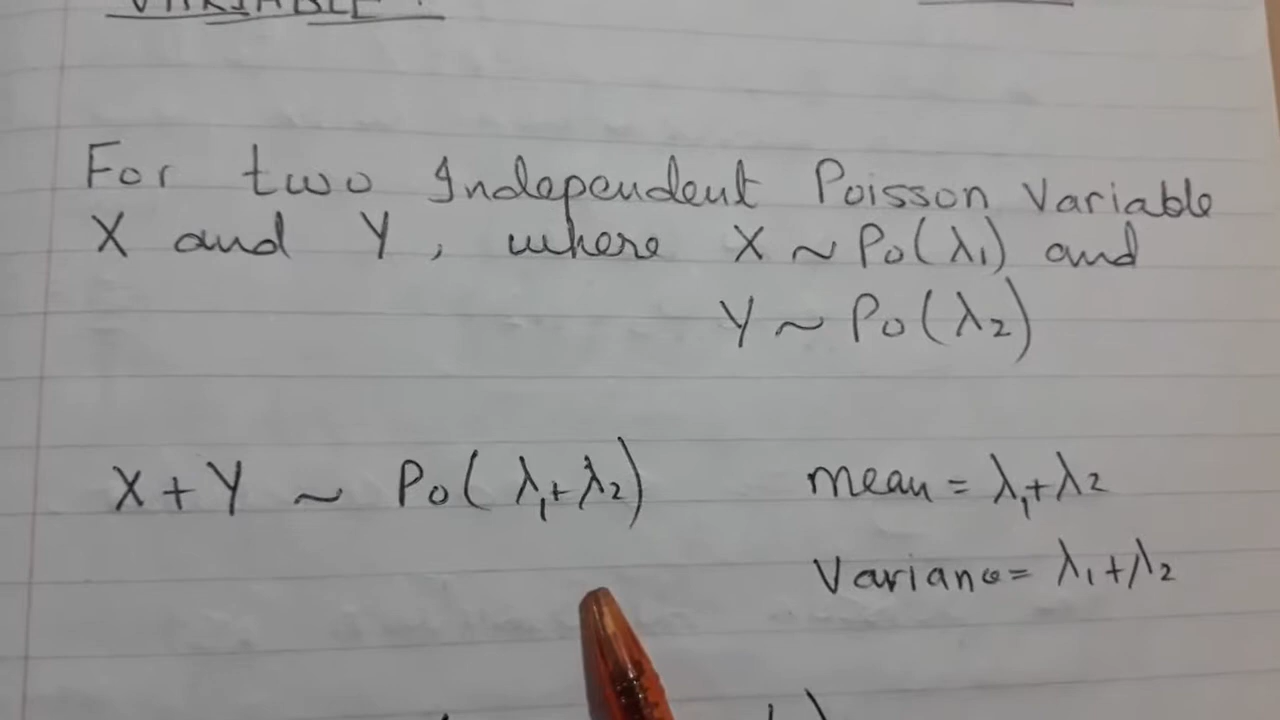 VARIABLE :
For two Independent Poisson Variable
X and Y, where X ~ Po(λ1) and
Y ~ Po(λ2)
X + Y ~ Po(λ1+λ2) mean = λ1+λ2
Variance = λ1+λ2